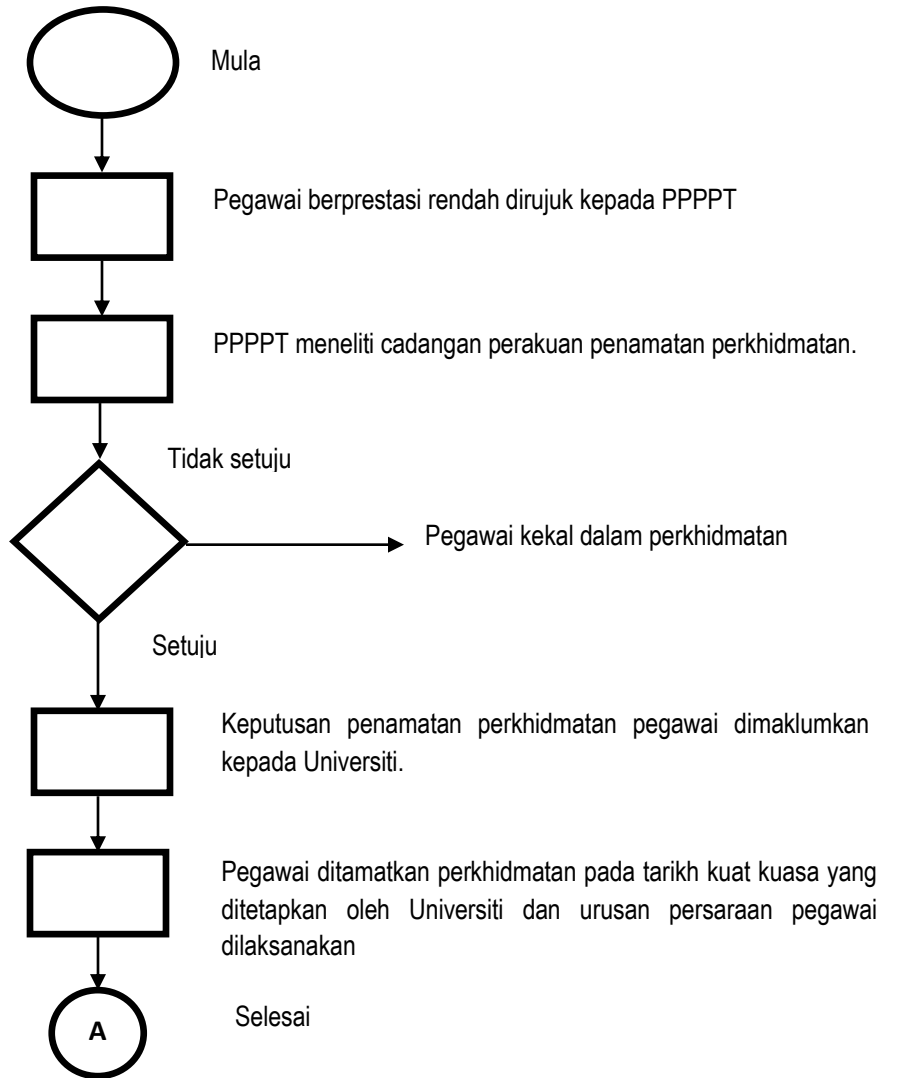 Mula
Pegawai berprestasi rendah dirujuk kepada PPPPT
PPPPT meneliti cadangan perakuan penamatan perkhidmatan.
Tidak setuju
Pegawai kekal dalam perkhidmatan
Setuju
Keputusan penamatan perkhidmatan pegawai dimaklumkan
kepada Universiti.
Pegawai ditamatkan perkhidmatan pada tarikh kuat kuasa yang
ditetapkan oleh Universiti dan urusan persaraan pegawai
dilaksanakan
A
Selesai